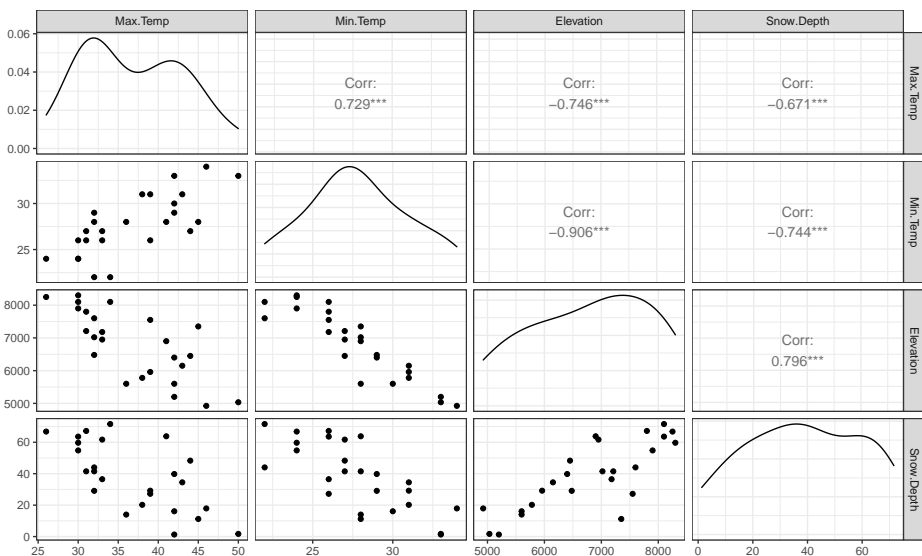 Max.Temp Min.Temp Elevation Snow.Depth
0.06
0.04
0.02
0.00
Corr:
0.729***
Corr:
−0.746***
Corr:
−0.671***
Max.Temp
30
25
Corr:
−0.906***
Corr:
−0.744***
Min.Temp
8000
7000
6000
5000
Corr:
0.796***
Elevation
60
40
20
0
Snow.Depth
25 30 35 40 45 50 25 30 5000 6000 7000 8000 0 20 40 60